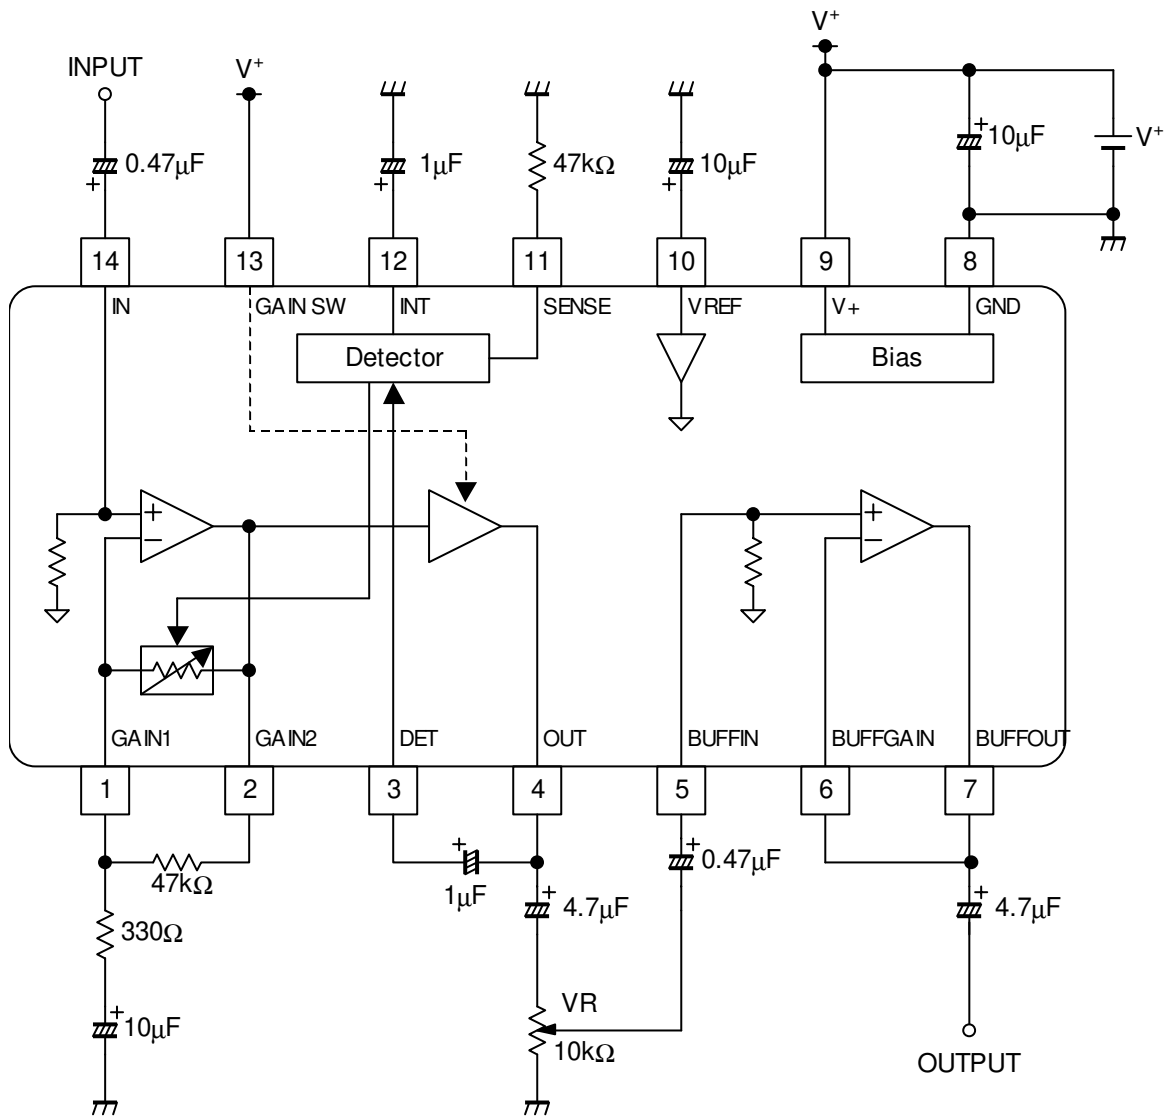 V⁺
INPUT
V⁺
0.47μF
1μF
47kΩ
10μF
10μF
V⁺
14
13
12
11
10
9
8
IN
GAIN SW
INT
SENSE
VREF
V+
GND
Detector
Bias
+
−
+
−
GAIN1
GAIN2
DET
OUT
BUFFIN
BUFFGAIN
BUFFOUT
1
2
3
4
5
6
7
47kΩ
1μF
0.47μF
330Ω
4.7μF
4.7μF
10μF
VR
10kΩ
OUTPUT